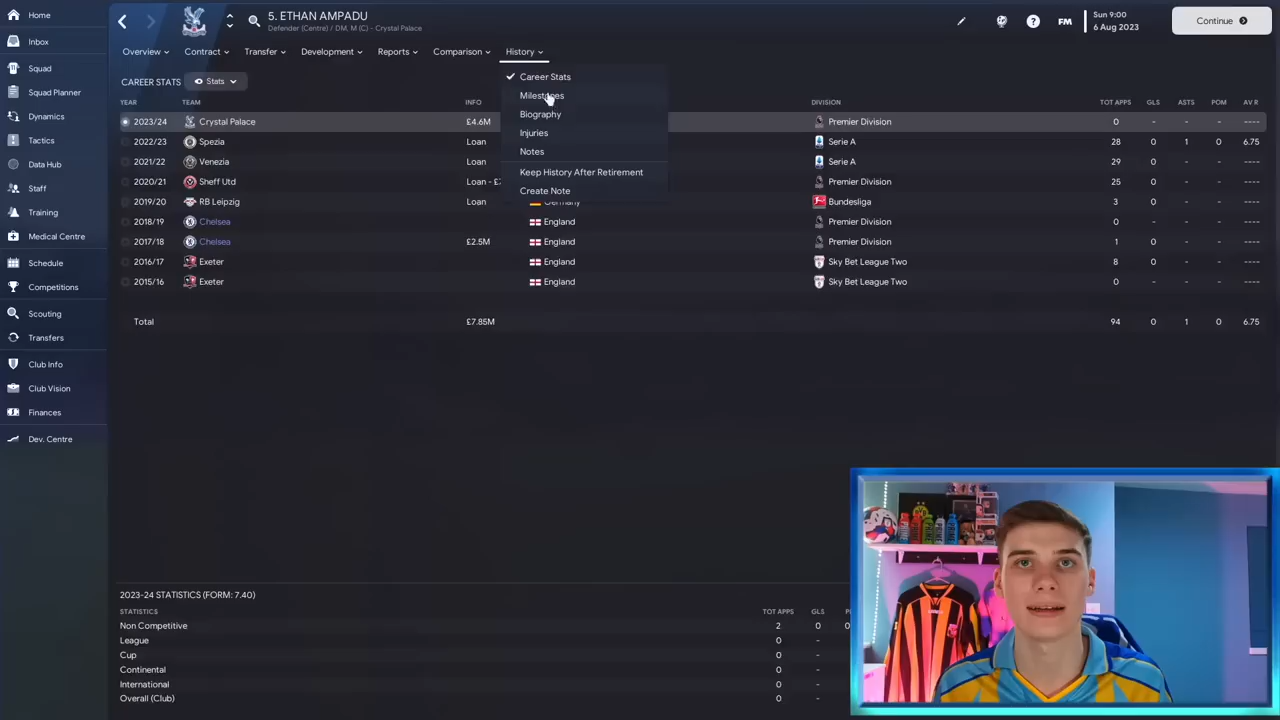 Home
Inbox
Squad
Squad Planner
Dynamics
Tactics
Data Hub
Staff
Training
Medical Centre
Schedule
Competitions
Scouting
Transfers
Club Info
Club Vision
Finances
Dev. Centre
5. ETHAN AMPADU
Defender (Centre) / DM, M (C) - Crystal Palace
FM
Sun 9:00
6 Aug 2023
Continue
Overview Contract Transfer Development Reports Comparison History
CAREER STATS Stats
Career Stats
Milestones
Biography
Injuries
Notes
Keep History After Retirement
Create Note
YEAR TEAM INFO DIVISION TOT APPS GLS ASTS POM AV R
2023/24 Crystal Palace £4.6M Premier Division 0 - - - ----
2022/23 Spezia Loan Serie A 28 0 1 0 6.75
2021/22 Venezia Loan Serie A 29 0 - - ----
2020/21 Sheff Utd Loan - £ Premier Division 25 0 - - ----
2019/20 RB Leipzig Loan Germany Bundesliga 3 0 - - ----
2018/19 Chelsea England Premier Division 0 0 - - ----
2017/18 Chelsea £2.5M England Premier Division 1 0 - - ----
2016/17 Exeter England Sky Bet League Two 8 0 - - ----
2015/16 Exeter England Sky Bet League Two 0 0 - - ----
Total £7.85M 94 0 1 0 6.75
2023-24 STATISTICS (FORM: 7.40)
STATISTICS TOT APPS GLS
Non Competitive 2 0 0
League 0 -
Cup 0 -
Continental 0 -
International 0 -
Overall (Club) 0 -